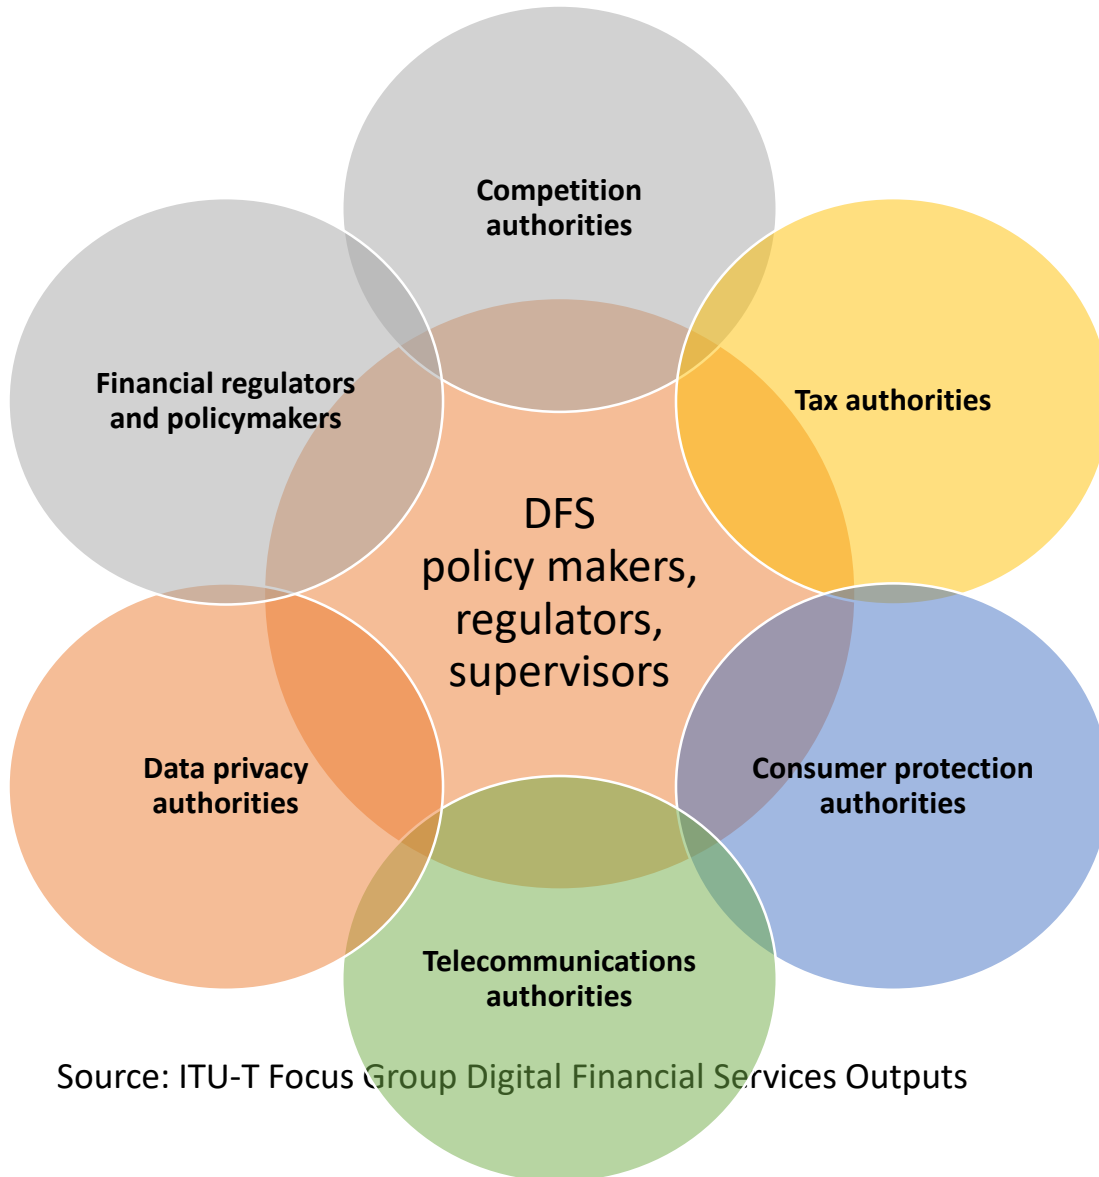 Competition
authorities
Financial regulators
and policymakers
Tax authorities
DFS
policy makers,
regulators,
supervisors
Data privacy
authorities
Consumer protection
authorities
Telecommunications
authorities
Source: ITU-T Focus Group Digital Financial Services Outputs